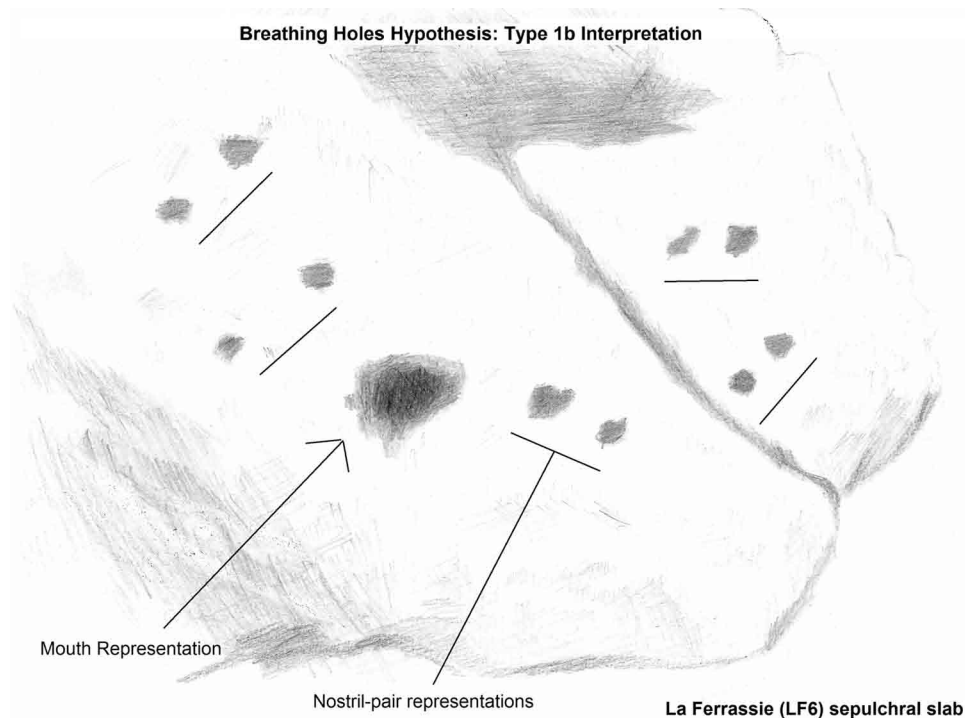 Breathing Holes Hypothesis: Type 1b Interpretation
Mouth Representation
Nostril-pair representations
La Ferrassie (LF6) sepulchral slab